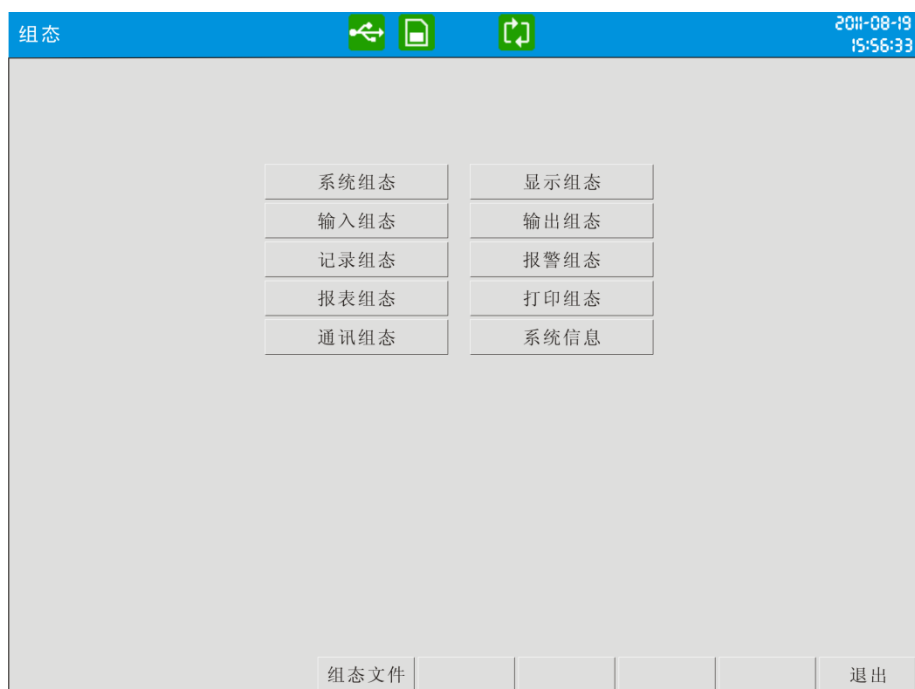 组态
2011-08-19
15:56:33
系统组态 显示组态
输入组态 输出组态
记录组态 报警组态
报表组态 打印组态
通讯组态 系统信息
组态文件 退出